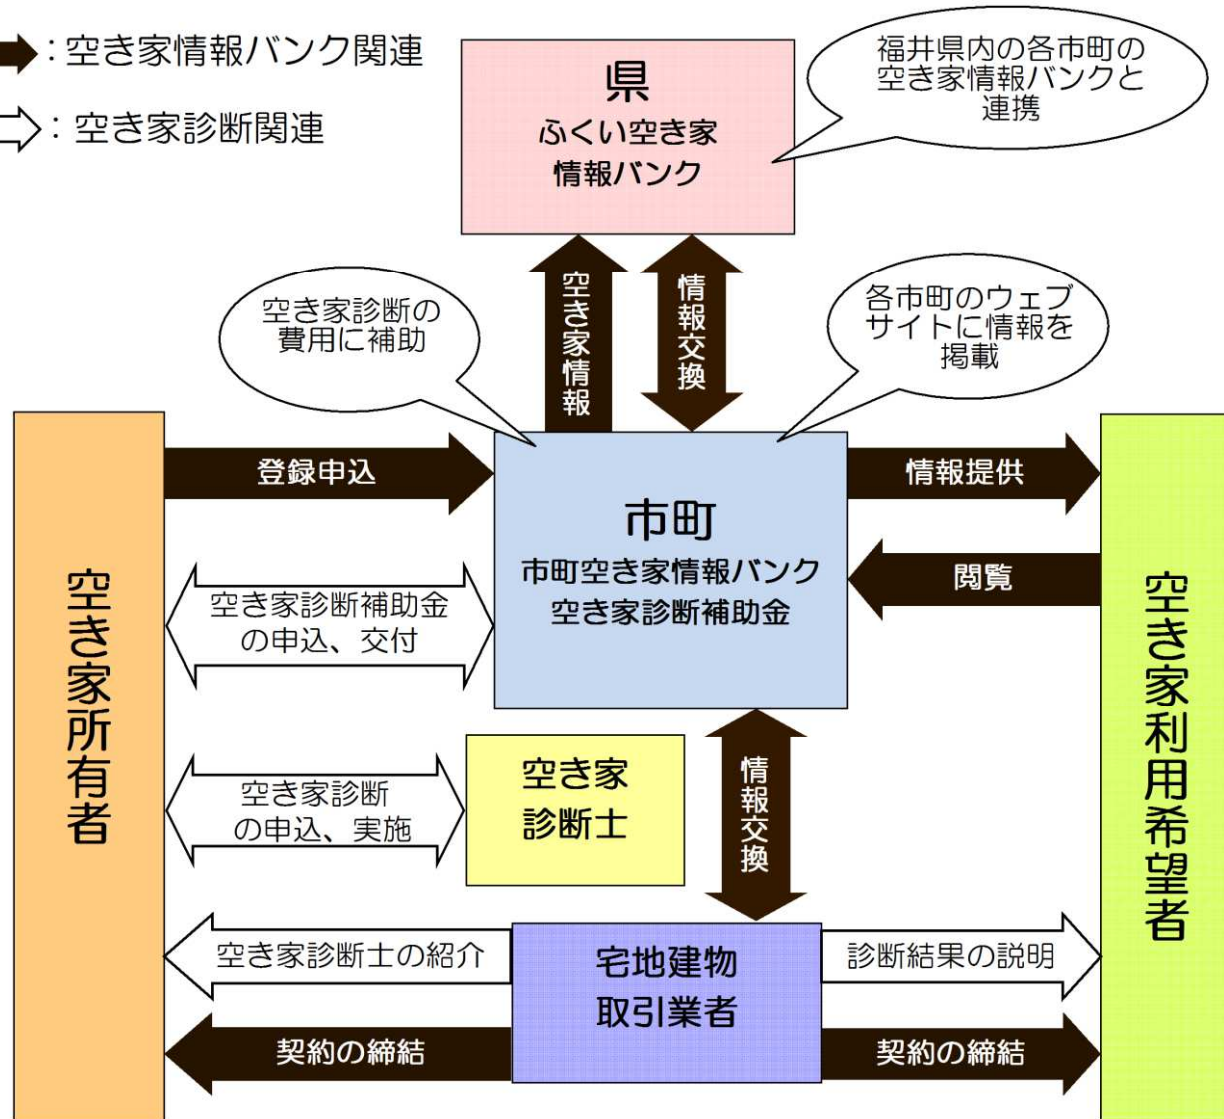 ：空き家情報バンク関連
：空き家診断関連
県
ふくい空き家
情報バンク
福井県内の各市町の
空き家情報バンクと
連携
空き家情報
情報交換
空き家診断の
費用に補助
各市町のウェブ
サイトに情報を
掲載
空き家所有者
登録申込
市町
市町空き家情報バンク
空き家診断補助金
情報提供
閲覧
空き家利用希望者
空き家診断補助金
の申込、交付
空き家診断
の申込、実施
空き家
診断士
情報交換
空き家診断士の紹介
宅地建物
取引業者
診断結果の説明
契約の締結
契約の締結